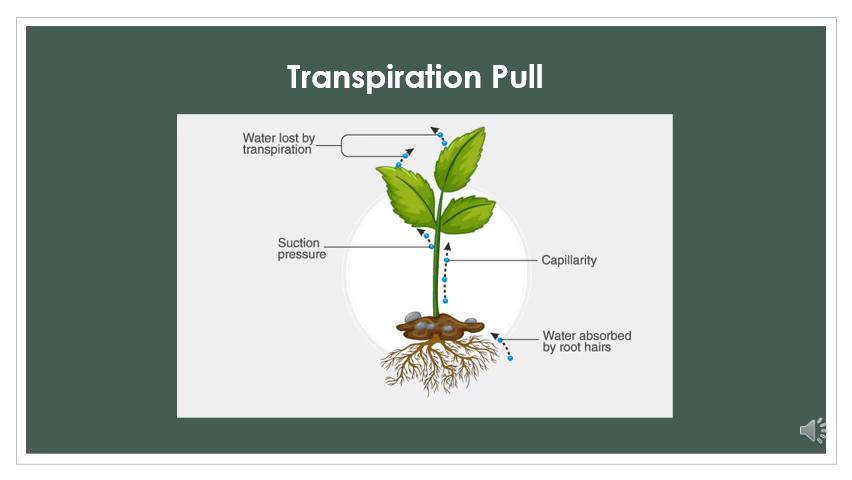 Transpiration Pull
Water lost by
transpiration
Suction
pressure
Capillarity
Water absorbed
by root hairs